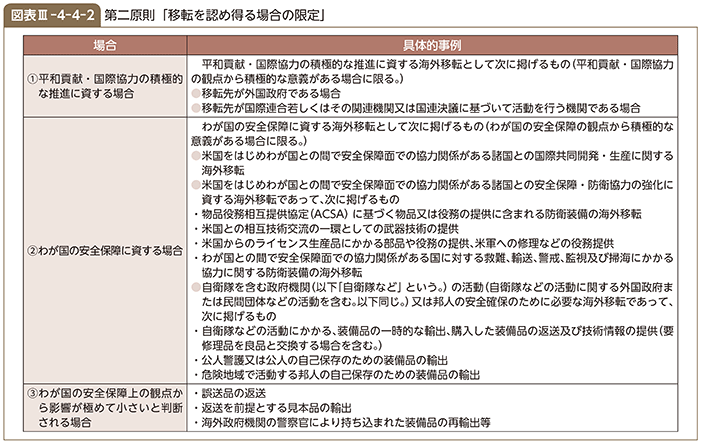 図表Ⅲ-4-4-2 第二原則「移転を認め得る場合の限定」
場合
具体的事例
①平和貢献・国際協力の積極的
な推進に資する場合
平和貢献・国際協力の積極的な推進に資する海外移転として次に掲げるもの(平和貢献・国際協力
の観点から積極的な意義がある場合に限る。)
●移転先が外国政府である場合
●移転先が国際連合若しくはその関連機関又は国連決議に基づいて活動を行う機関である場合
②わが国の安全保障に資する場合
わが国の安全保障に資する海外移転として次に掲げるもの(わが国の安全保障の観点から積極的な
意義がある場合に限る。)
●米国をはじめわが国との間で安全保障面での協力関係がある諸国との国際共同開発・生産に関する
海外移転
●米国をはじめわが国との間で安全保障面での協力関係がある諸国との安全保障・防衛協力の強化に
資する海外移転であって、次に掲げるもの
・物品役務相互提供協定(ACSA)に基づく物品又は役務の提供に含まれる防衛装備の海外移転
・米国との相互技術交流の一環としての武器技術の提供
・米国からのライセンス生産品にかかる部品や役務の提供、米軍への修理などの役務提供
・わが国との間で安全保障面での協力関係がある国に対する救難、輸送、警戒、監視及び掃海にかかる
協力に関する防衛装備の海外移転
●自衛隊を含む政府機関(以下「自衛隊など」という。)の活動(自衛隊などの活動に関する外国政府ま
たは民間団体などの活動を含む。以下同じ。)又は邦人の安全確保のために必要な海外移転であって、
次に掲げるもの
・自衛隊などの活動にかかる、装備品の一時的な輸出、購入した装備品の返送及び技術情報の提供(要
修理品を良品と交換する場合を含む。)
・公人警護又は公人の自己保存のための装備品の輸出
・危険地域で活動する邦人の自己保存のための装備品の輸出
③わが国の安全保障上の観点か
ら影響が極めて小さいと判断
される場合
・誤送品の返送
・返送を前提とする見本品の輸出
・海外政府機関の警察官により持ち込まれた装備品の再輸出等